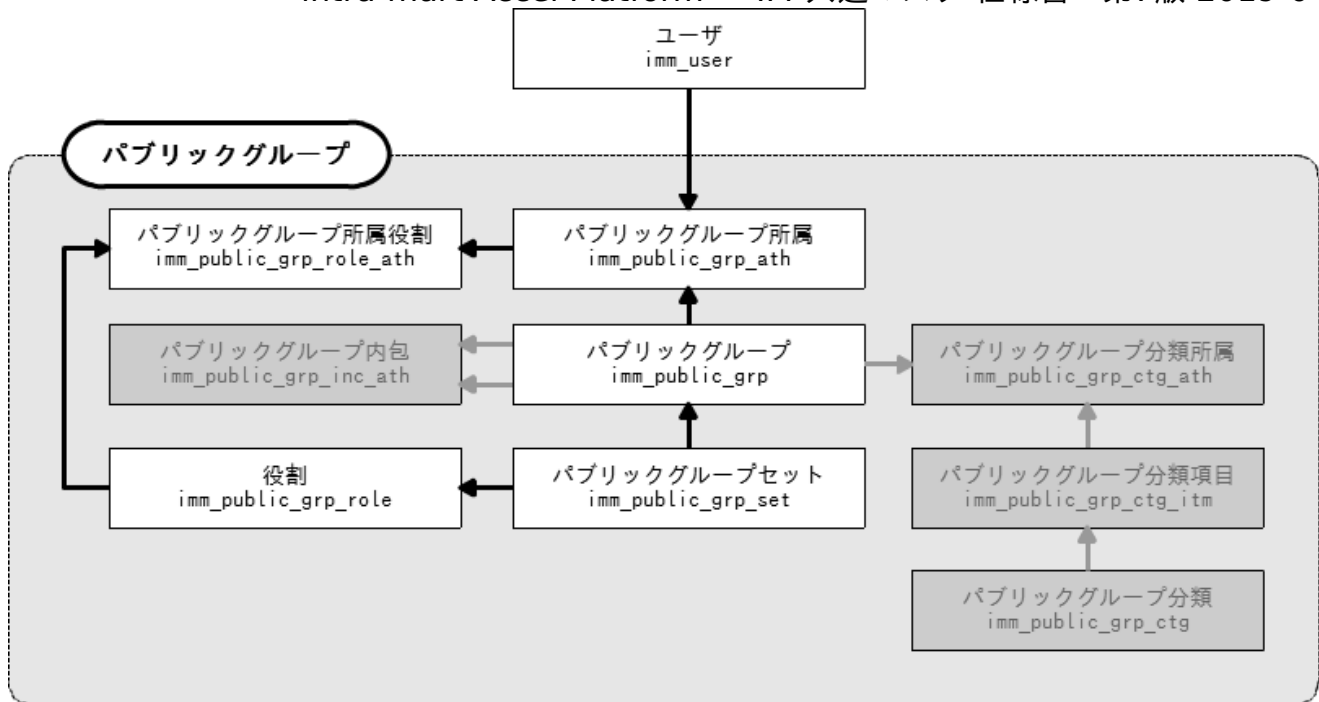 ユーザ
imm_user
パブリックグループ
パブリックグループ所属役割
imm_public_grp_role_ath
パブリックグループ所属
imm_public_grp_ath
パブリックグループ内包
imm_public_grp_inc_ath
パブリックグループ
imm_public_grp
パブリックグループ分類所属
imm_public_grp_ctg_ath
役割
imm_public_grp_role
パブリックグループセット
imm_public_grp_set
パブリックグループ分類項目
imm_public_grp_ctg_itm
パブリックグループ分類
imm_public_grp_ctg